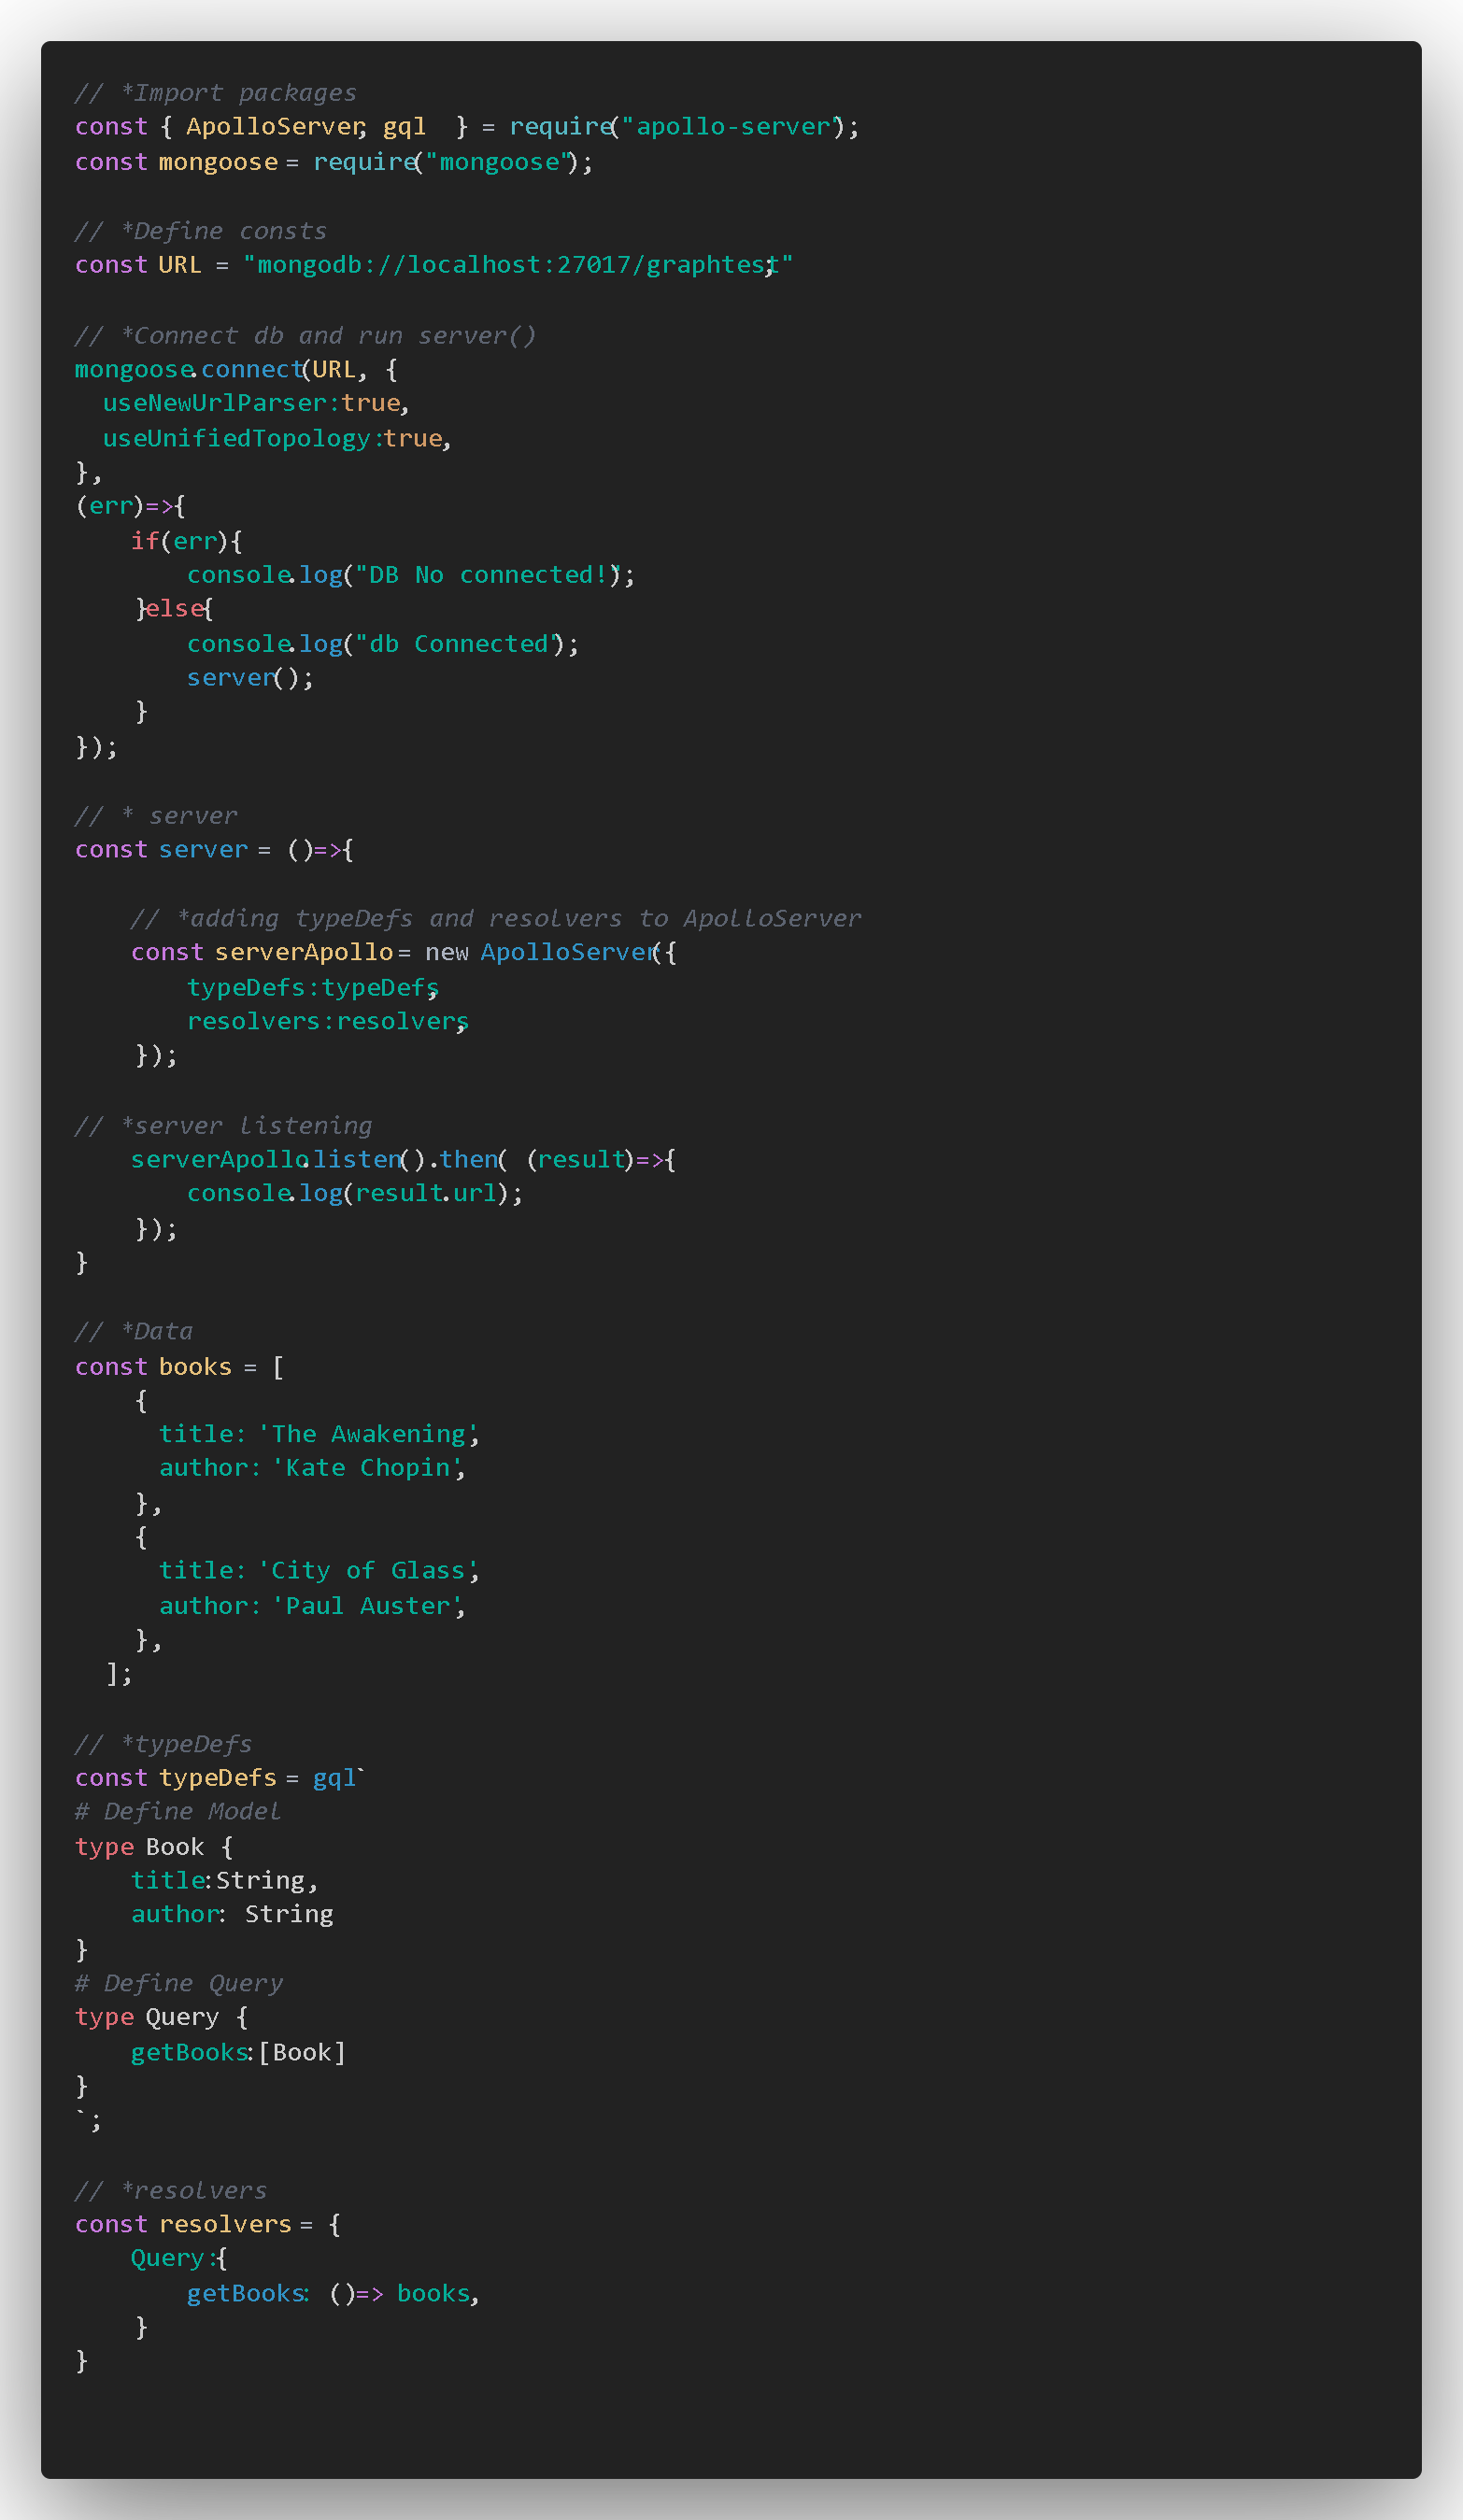 // *Import packages
const { ApolloServer, gql  } = require("apollo-server");
const mongoose = require("mongoose");

// *Define consts
const URL = "mongodb://localhost:27017/graphtest";

// *Connect db and run server()
mongoose.connect(URL, {
  useNewUrlParser:true,
  useUnifiedTopology:true,
},
(err)=>{
    if(err){
        console.log("DB No connected!");
    }else{
        console.log("db Connected");
        server();
    }
});

// * server
const server = ()=>{

    // *adding typeDefs and resolvers to ApolloServer
    const serverApollo = new ApolloServer({
        typeDefs:typeDefs,
        resolvers:resolvers,
    });

// *server listening
    serverApollo.listen().then( (result)=>{
        console.log(result.url);
    });
}

// *Data
const books = [
    {
      title: 'The Awakening',
      author: 'Kate Chopin',
    },
    {
      title: 'City of Glass',
      author: 'Paul Auster',
    },
  ];

// *typeDefs
const typeDefs = gql`
# Define Model
type Book {
    title:String,
    author: String
}
# Define Query
type Query {
    getBooks:[Book]
}
`;

// *resolvers
const resolvers = {
    Query:{
        getBooks: ()=> books,
    }
}